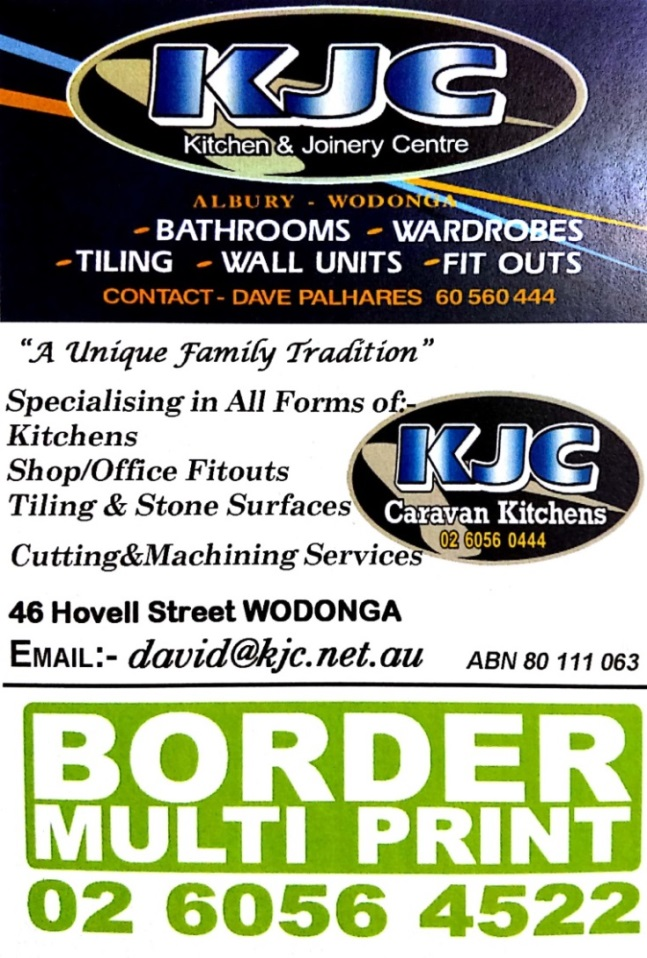 KJC
Kitchen & Joinery Centre
ALBURY - WODONGA
- BATHROOMS - WARDROBES
- TILING - WALL UNITS - FIT OUTS
CONTACT - DAVE PALHARES 60 560 444
"A Unique Family Tradition"
Specialising in All Forms of:-
Kitchens
Shop/Office Fitouts
Tiling & Stone Surfaces
Cutting&Machining Services
KJC
Caravan Kitchens
02 6056 0444
46 Hovell Street WODONGA
EMAIL:- david@kjc.net.au
ABN 80 111 063
BORDER
MULTI PRINT
02 6056 4522